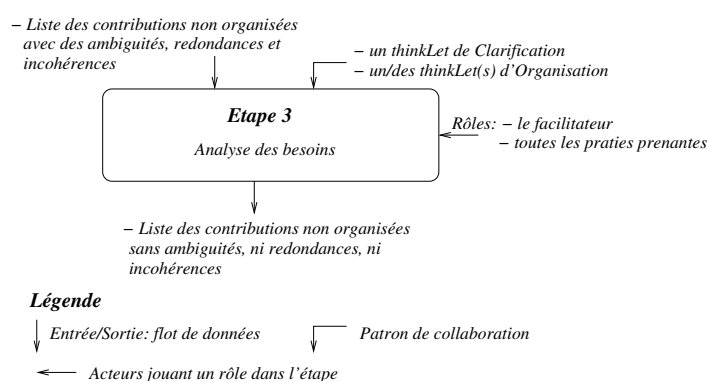 − Liste des contributions non organisées
avec des ambiguités, redondances et
incohérences
− un thinkLet de Clarification
− un/des thinkLet(s) d'Organisation
Etape 3
Analyse des besoins
Rôles: − le facilitateur
− toutes les praties prenantes
− Liste des contributions non organisées
sans ambiguités, ni redondances, ni
incohérences
Légende
Entrée/Sortie: flot de données
Patron de collaboration
Acteurs jouant un rôle dans l'étape